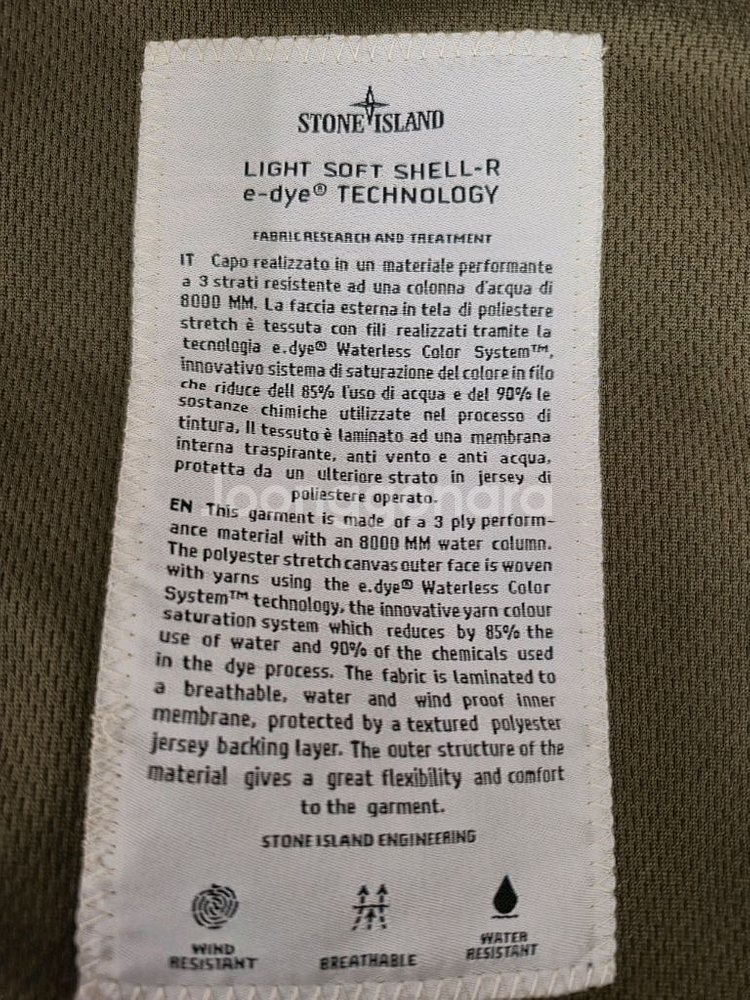 STONE ISLAND
LIGHT SOFT SHELL-R
e-dye® TECHNOLOGY
FABRIC RESEARCH AND TREATMENT
IT Capo realizzato in un materiale performante
a 3 strati resistente ad una colonna d'acqua di
8000 MM. La faccia esterna in tela di poliestere
stretch è tessuta con fili realizzati tramite la
tecnologia e.dye® Waterless Color System™,
innovativo sistema di saturazione del colore in filo
che riduce dell 85% l'uso di acqua e del 90% le
sostanze chimiche utilizzate nel processo di
tintura, Il tessuto è laminato ad una membrana
interna traspirante, anti vento e anti acqua,
protetta da un ulteriore strato in jersey di
poliestere operato.
EN This garment is made of a 3 ply perform-
ance material with an 8000 MM water column.
The polyester stretch canvas outer face is woven
with yarns using the e.dye® Waterless Color
System™ technology, the innovative yarn colour
saturation system which reduces by 85% the
use of water and 90% of the chemicals used
in the dye process. The fabric is laminated to
a breathable, water and wind proof inner
membrane, protected by a textured polyester
jersey backing layer. The outer structure of the
material gives a great flexibility and comfort
to the garment.
STONE ISLAND ENGINEERING
WIND
RESISTANT
BREATHABLE
WATER
RESISTANT